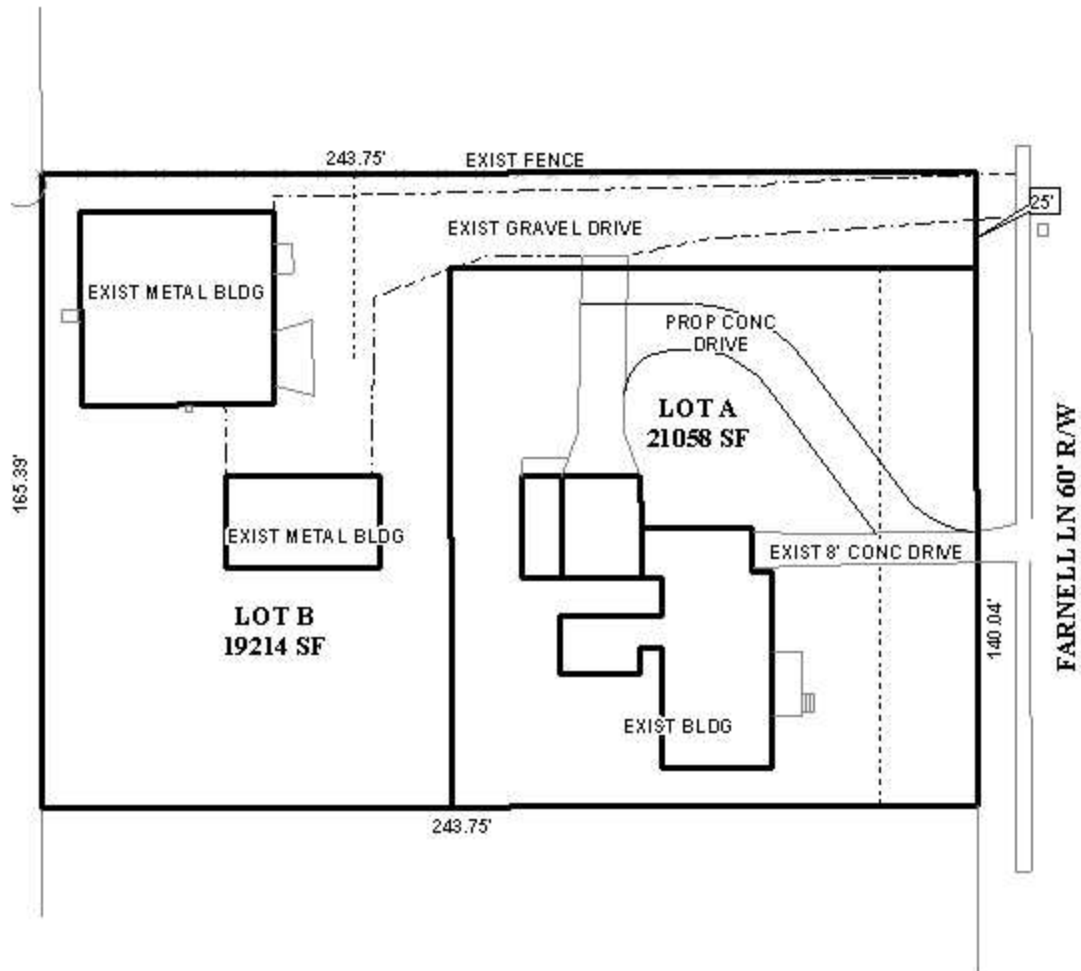 243.75'
EXIST FENCE
25'
EXIST GRAVEL DRIVE
EXIST METAL BLDG
PROP CONC
DRIVE
LOT A
21058 SF
165.39'
FARNELL LN 60' R/W
EXIST METAL BLDG
EXIST 8' CONC DRIVE
LOT B
19214 SF
140.04'
EXIST BLDG
243.75'